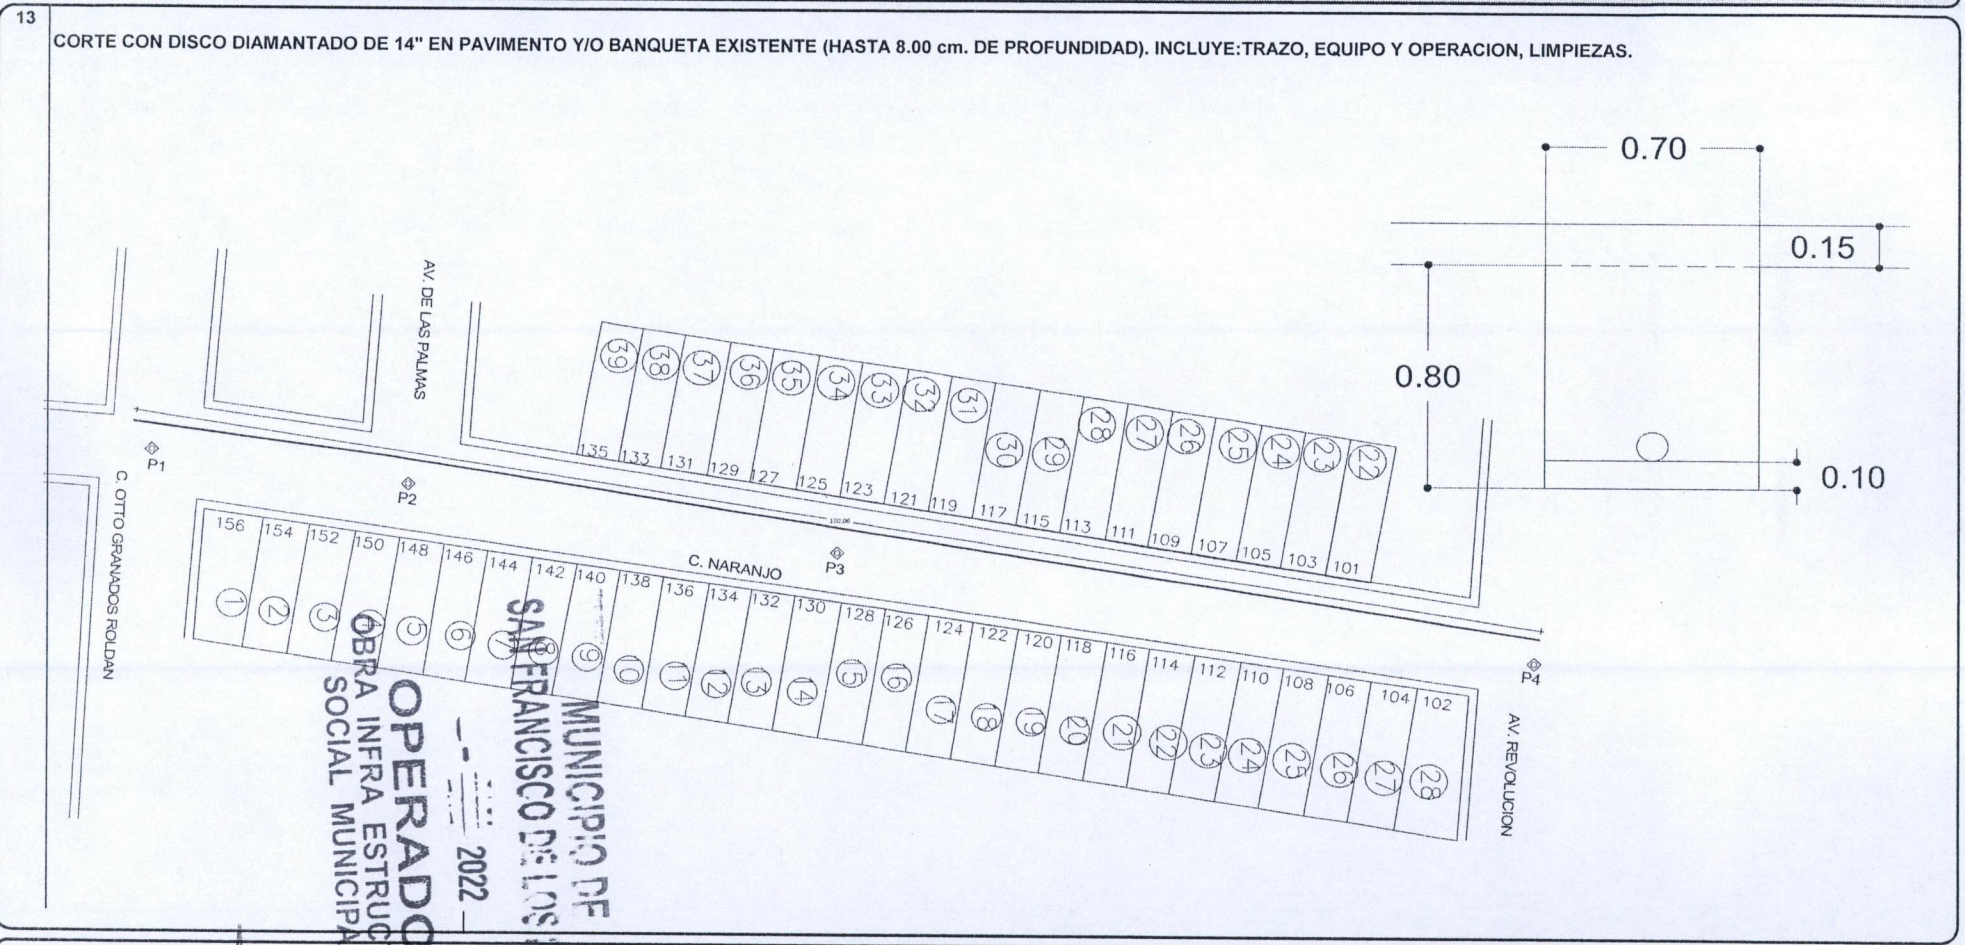 13
CORTE CON DISCO DIAMANTADO DE 14" EN PAVIMENTO Y/O BANQUETA EXISTENTE (HASTA 8.00 cm. DE PROFUNDIDAD). INCLUYE:TRAZO, EQUIPO Y OPERACION, LIMPIEZAS.
0.70
0.15
0.80
0.10
AV. DE LAS PALMAS
39 38 37 36 35 34 33 32 31 30 29 28 27 26 25 24 23 22
135 133 131 129 127 125 123 121 119 117 115 113 111 109 107 105 103 101
P1
P2
P3
P4
C. OTTO GRANADOS ROLDAN
C. NARANJO
156 154 152 150 148 146 144 142 140 138 136 134 132 130 128 126 124 122 120 118 116 114 112 110 108 106 104 102
1 2 3 4 5 6 7 8 9 10 11 12 13 14 15 16 17 18 19 20 21 22 23 24 25 26 27 28
AV. REVOLUCION
MUNICIPIO DE
SAN FRANCISCO DE LOS
2022
OPERADO
OBRA INFRA ESTRUC
SOCIAL MUNICIPA